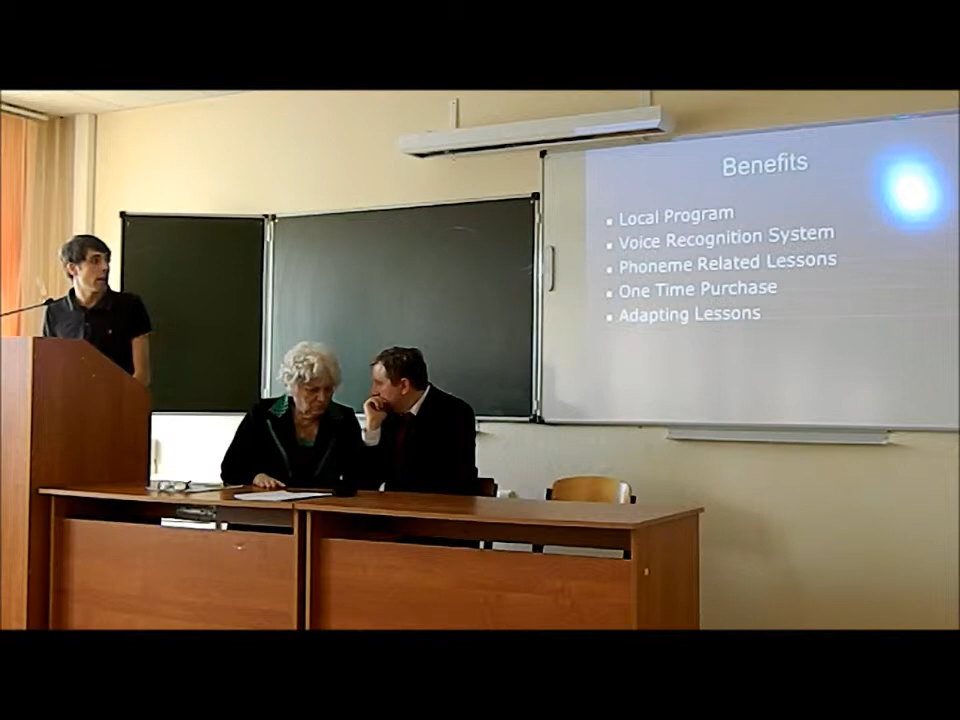 Benefits
Local Program
Voice Recognition System
Phoneme Related Lessons
One Time Purchase
Adapting Lessons